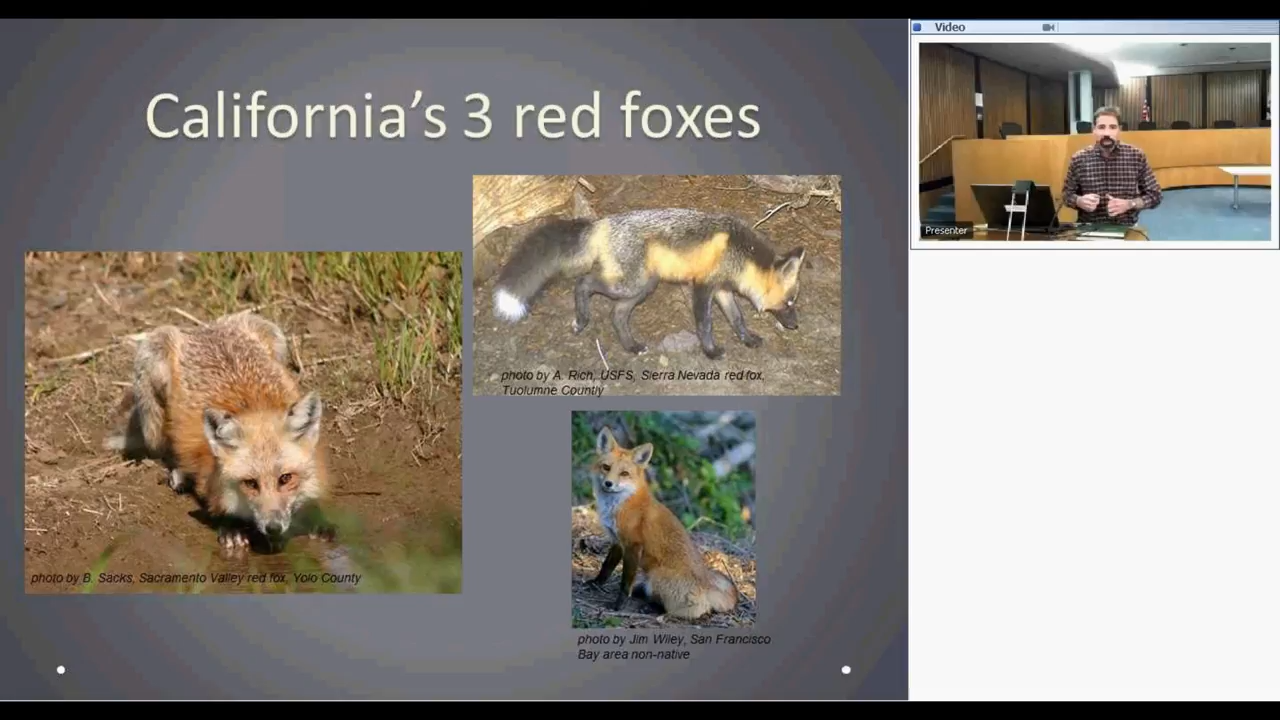 California's 3 red foxes
photo by A. Rich, USFS, Sierra Nevada red fox,
Tuolumne Countiy
photo by B. Sacks, Sacramento Valley red fox, Yolo County
photo by Jim Wiley, San Francisco
Bay area non-native
Video
Presenter